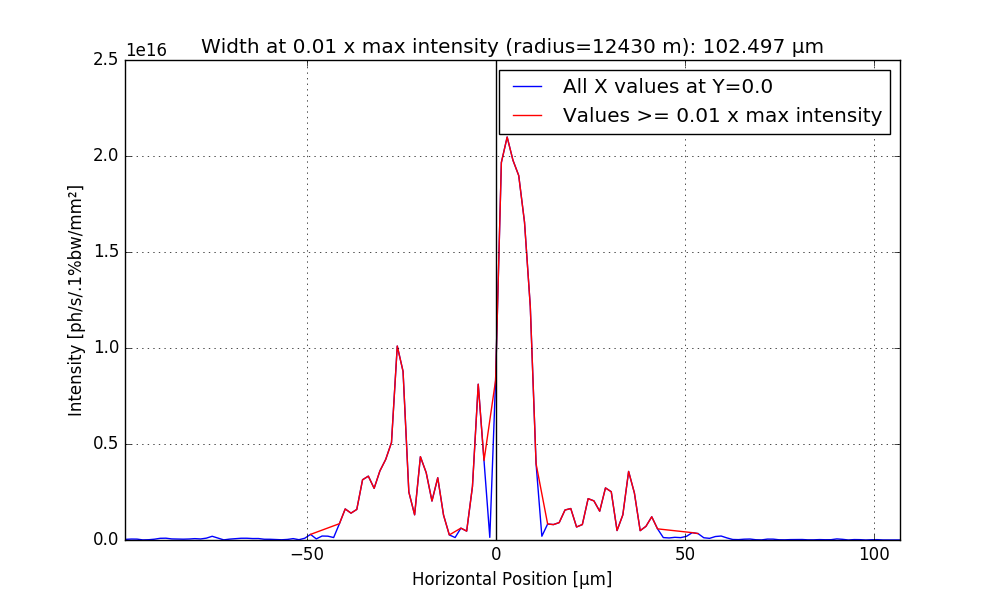 Width at 0.01 x max intensity (radius=12430 m): 102.497 µm
1e16
2.5
2.0
1.5
1.0
0.5
0.0
Intensity [ph/s/.1%bw/mm²]
All X values at Y=0.0
Values >= 0.01 x max intensity
−50 0 50 100
Horizontal Position [µm]